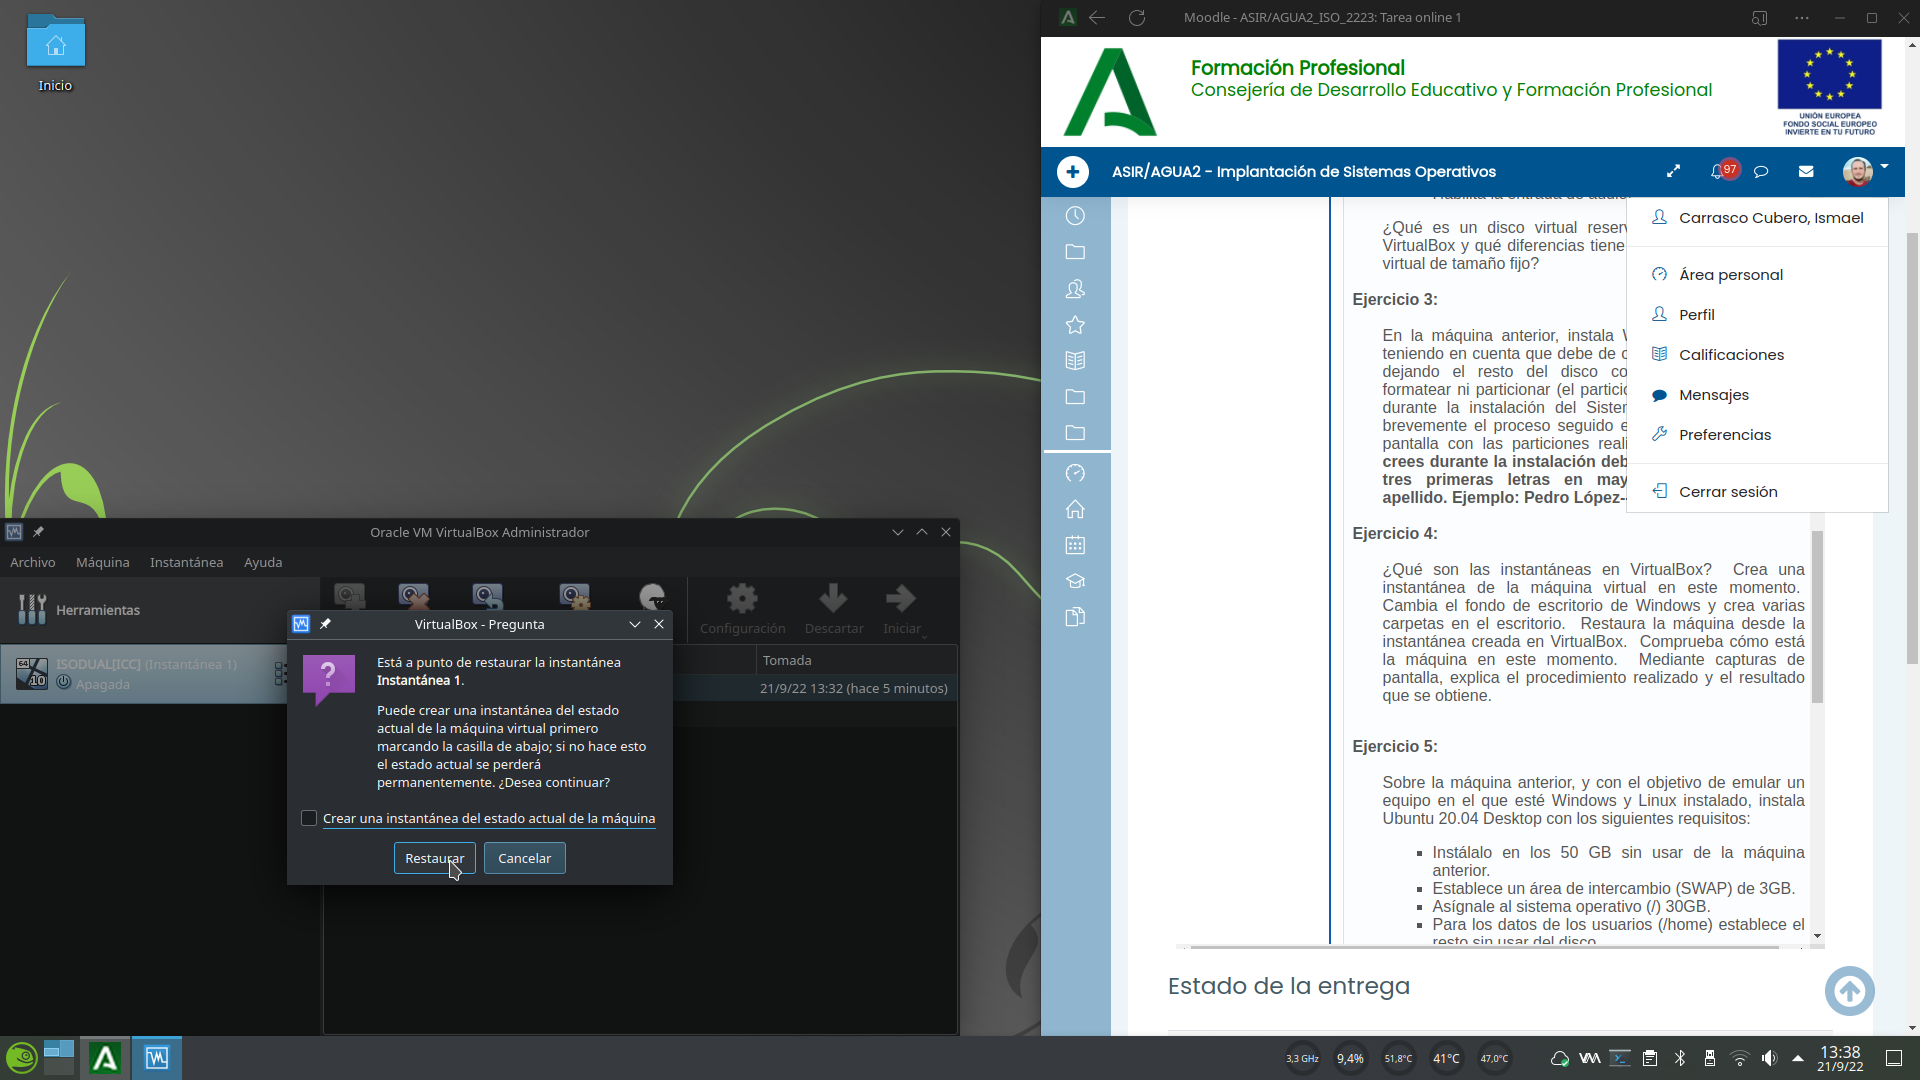 Inicio
Oracle VM VirtualBox Administrador
Archivo Máquina Instantánea Ayuda
Herramientas
Configuración Descartar Iniciar
ISODUAL[ICC] (Instantánea 1)
Apagada
64
10
Tomada
21/9/22 13:32 (hace 5 minutos)
VirtualBox - Pregunta
Está a punto de restaurar la instantánea
Instantánea 1.
Puede crear una instantánea del estado
actual de la máquina virtual primero
marcando la casilla de abajo; si no hace esto
el estado actual se perderá
permanentemente. ¿Desea continuar?
Crear una instantánea del estado actual de la máquina
Restaurar Cancelar
Moodle - ASIR/AGUA2_ISO_2223: Tarea online 1
Formación Profesional
Consejería de Desarrollo Educativo y Formación Profesional
UNIÓN EUROPEA
FONDO SOCIAL EUROPEO
INVIERTE EN TU FUTURO
ASIR/AGUA2 - Implantación de Sistemas Operativos
97
Carrasco Cubero, Ismael
Área personal
Perfil
Calificaciones
Mensajes
Preferencias
Cerrar sesión
¿Qué es un disco virtual reserv
VirtualBox y qué diferencias tiene
virtual de tamaño fijo?
Ejercicio 3:
En la máquina anterior, instala
teniendo en cuenta que debe de
dejando el resto del disco co
formatear ni particionar (el partici
durante la instalación del Sister
brevemente el proceso seguido e
pantalla con las particiones reali
crees durante la instalación deb
tres primeras letras en may
apellido. Ejemplo: Pedro López-
Ejercicio 4:
¿Qué son las instantáneas en VirtualBox? Crea una
instantánea de la máquina virtual en este momento.
Cambia el fondo de escritorio de Windows y crea varias
carpetas en el escritorio. Restaura la máquina desde la
instantánea creada en VirtualBox. Comprueba cómo está
la máquina en este momento. Mediante capturas de
pantalla, explica el procedimiento realizado y el resultado
que se obtiene.
Ejercicio 5:
Sobre la máquina anterior, y con el objetivo de emular un
equipo en el que esté Windows y Linux instalado, instala
Ubuntu 20.04 Desktop con los siguientes requisitos:
▪ Instálalo en los 50 GB sin usar de la máquina
anterior.
▪ Establece un área de intercambio (SWAP) de 3GB.
▪ Asígnale al sistema operativo (/) 30GB.
▪ Para los datos de los usuarios (/home) establece el
resto sin usar del disco
Estado de la entrega
3,3 GHz 9,4% 51,8°C 41°C 47,0°C
13:38
21/9/22